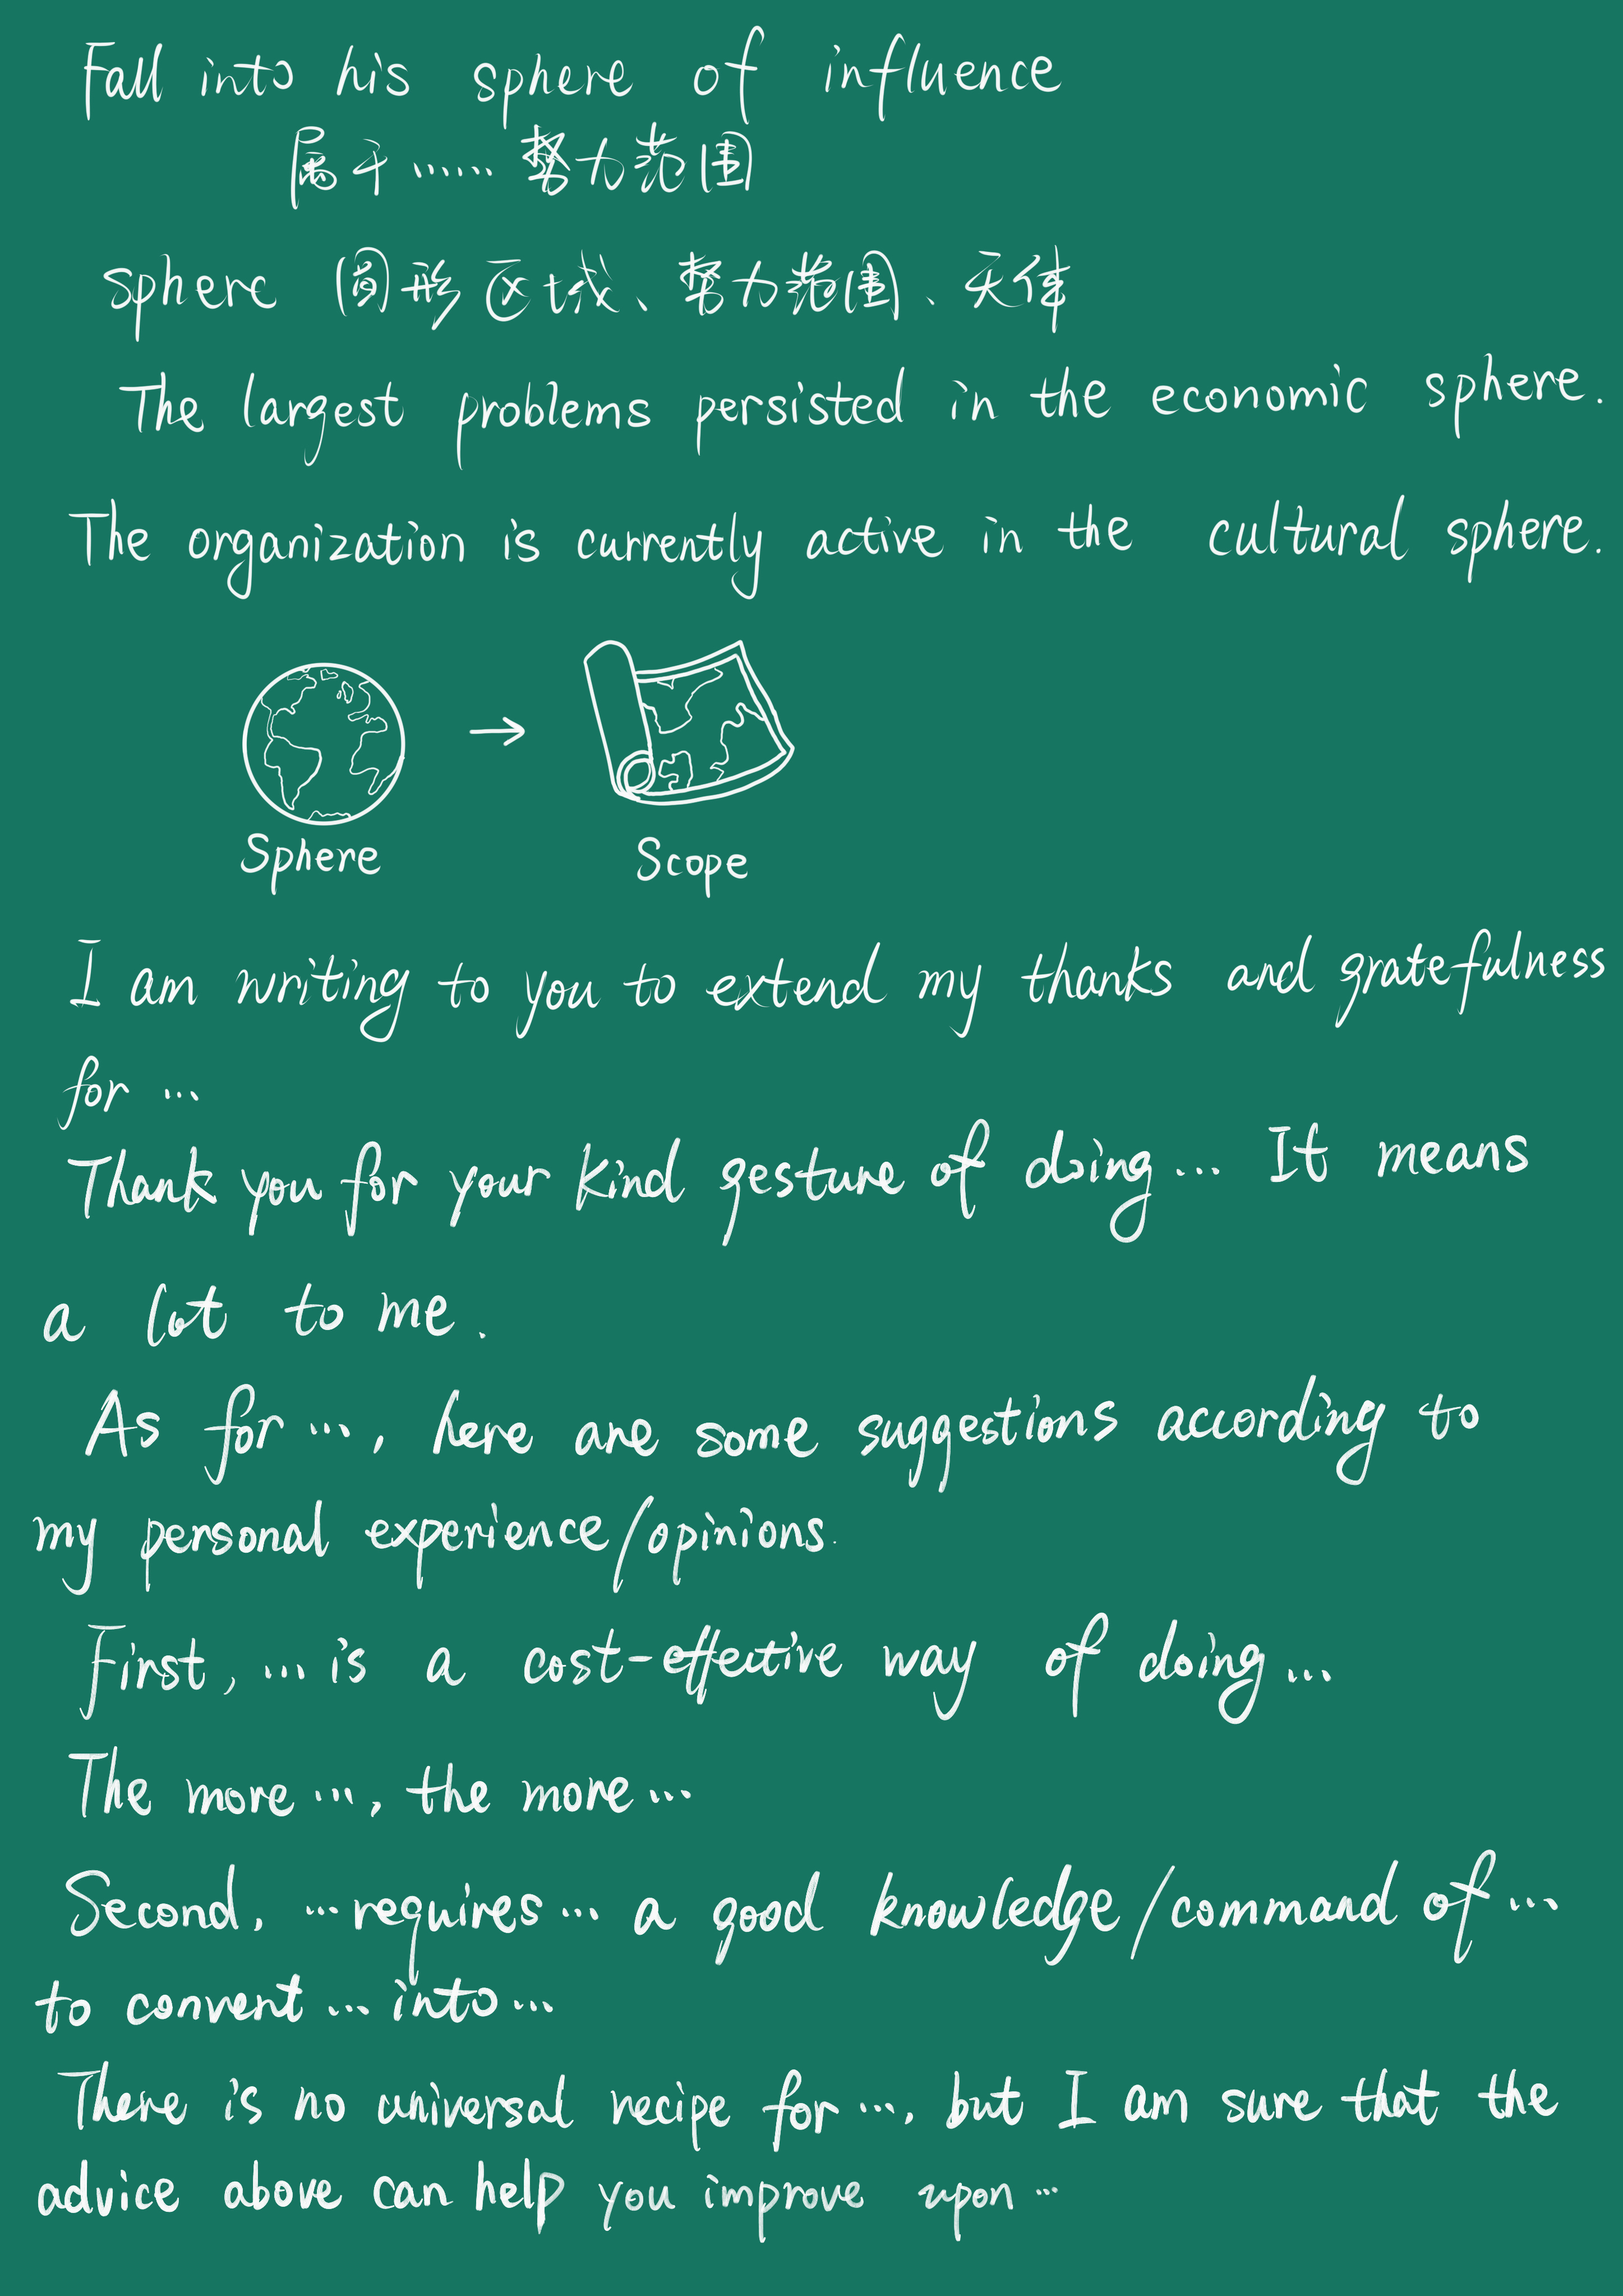 Fall into his sphere of influence
属于…… 势力范围
sphere 圆形区域、势力范围、天体
The largest problems persisted in the economic sphere.
The organization is currently active in the cultural sphere.
Sphere → Scope
I am writing to you to extend my thanks and gratefulness
for ...
Thank you for your kind gesture of doing... It means
a lot to me.
As for ..., here are some suggestions according to
my personal experience/opinions.
First, ... is a cost-effective way of doing...
The more ..., the more ...
Second, ... requires ... a good knowledge/command of ...
to convert ... into ...
There is no universal recipe for ..., but I am sure that the
advice above can help you improve upon ...